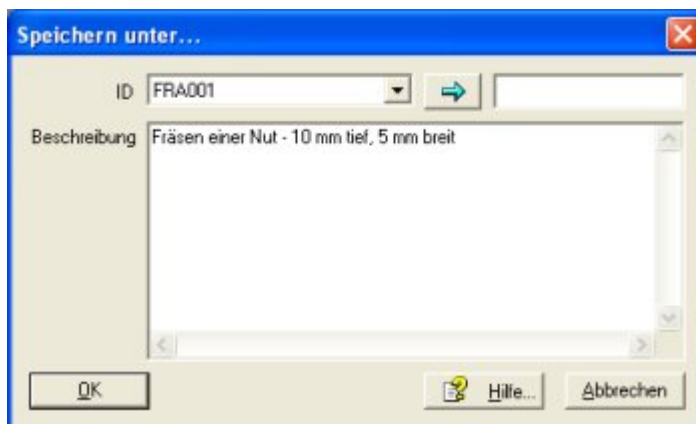 Speichern unter...
ID FRA001
Beschreibung Fräsen einer Nut - 10 mm tief, 5 mm breit
OK Hilfe... Abbrechen